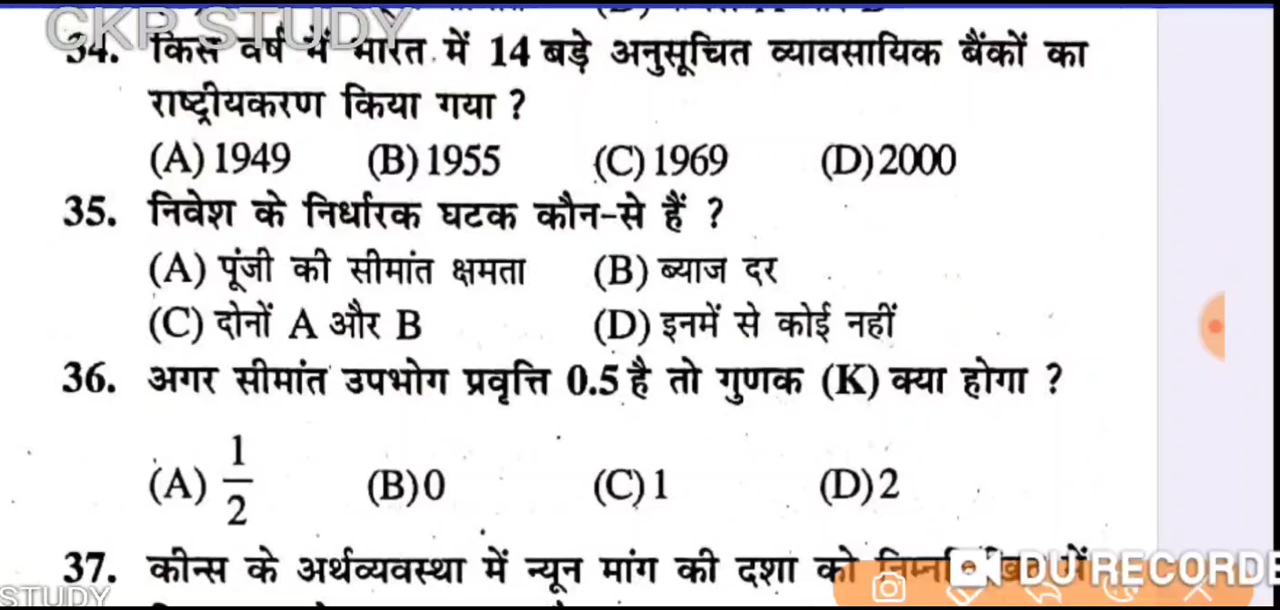 CKP STUDY
34. किस वर्ष में भारत में 14 बड़े अनुसूचित व्यावसायिक बैंकों का
राष्ट्रीयकरण किया गया ?
(A) 1949 (B) 1955 (C) 1969 (D) 2000
35. निवेश के निर्धारक घटक कौन-से हैं ?
(A) पूंजी की सीमांत क्षमता (B) ब्याज दर
(C) दोनों A और B (D) इनमें से कोई नहीं
36. अगर सीमांत उपभोग प्रवृत्ति 0.5 है तो गुणक (K) क्या होगा ?
(A) 1/2 (B) 0 (C) 1 (D) 2
37. कीन्स के अर्थव्यवस्था में न्यून मांग की दशा को में
DU RECORDE
STUDY